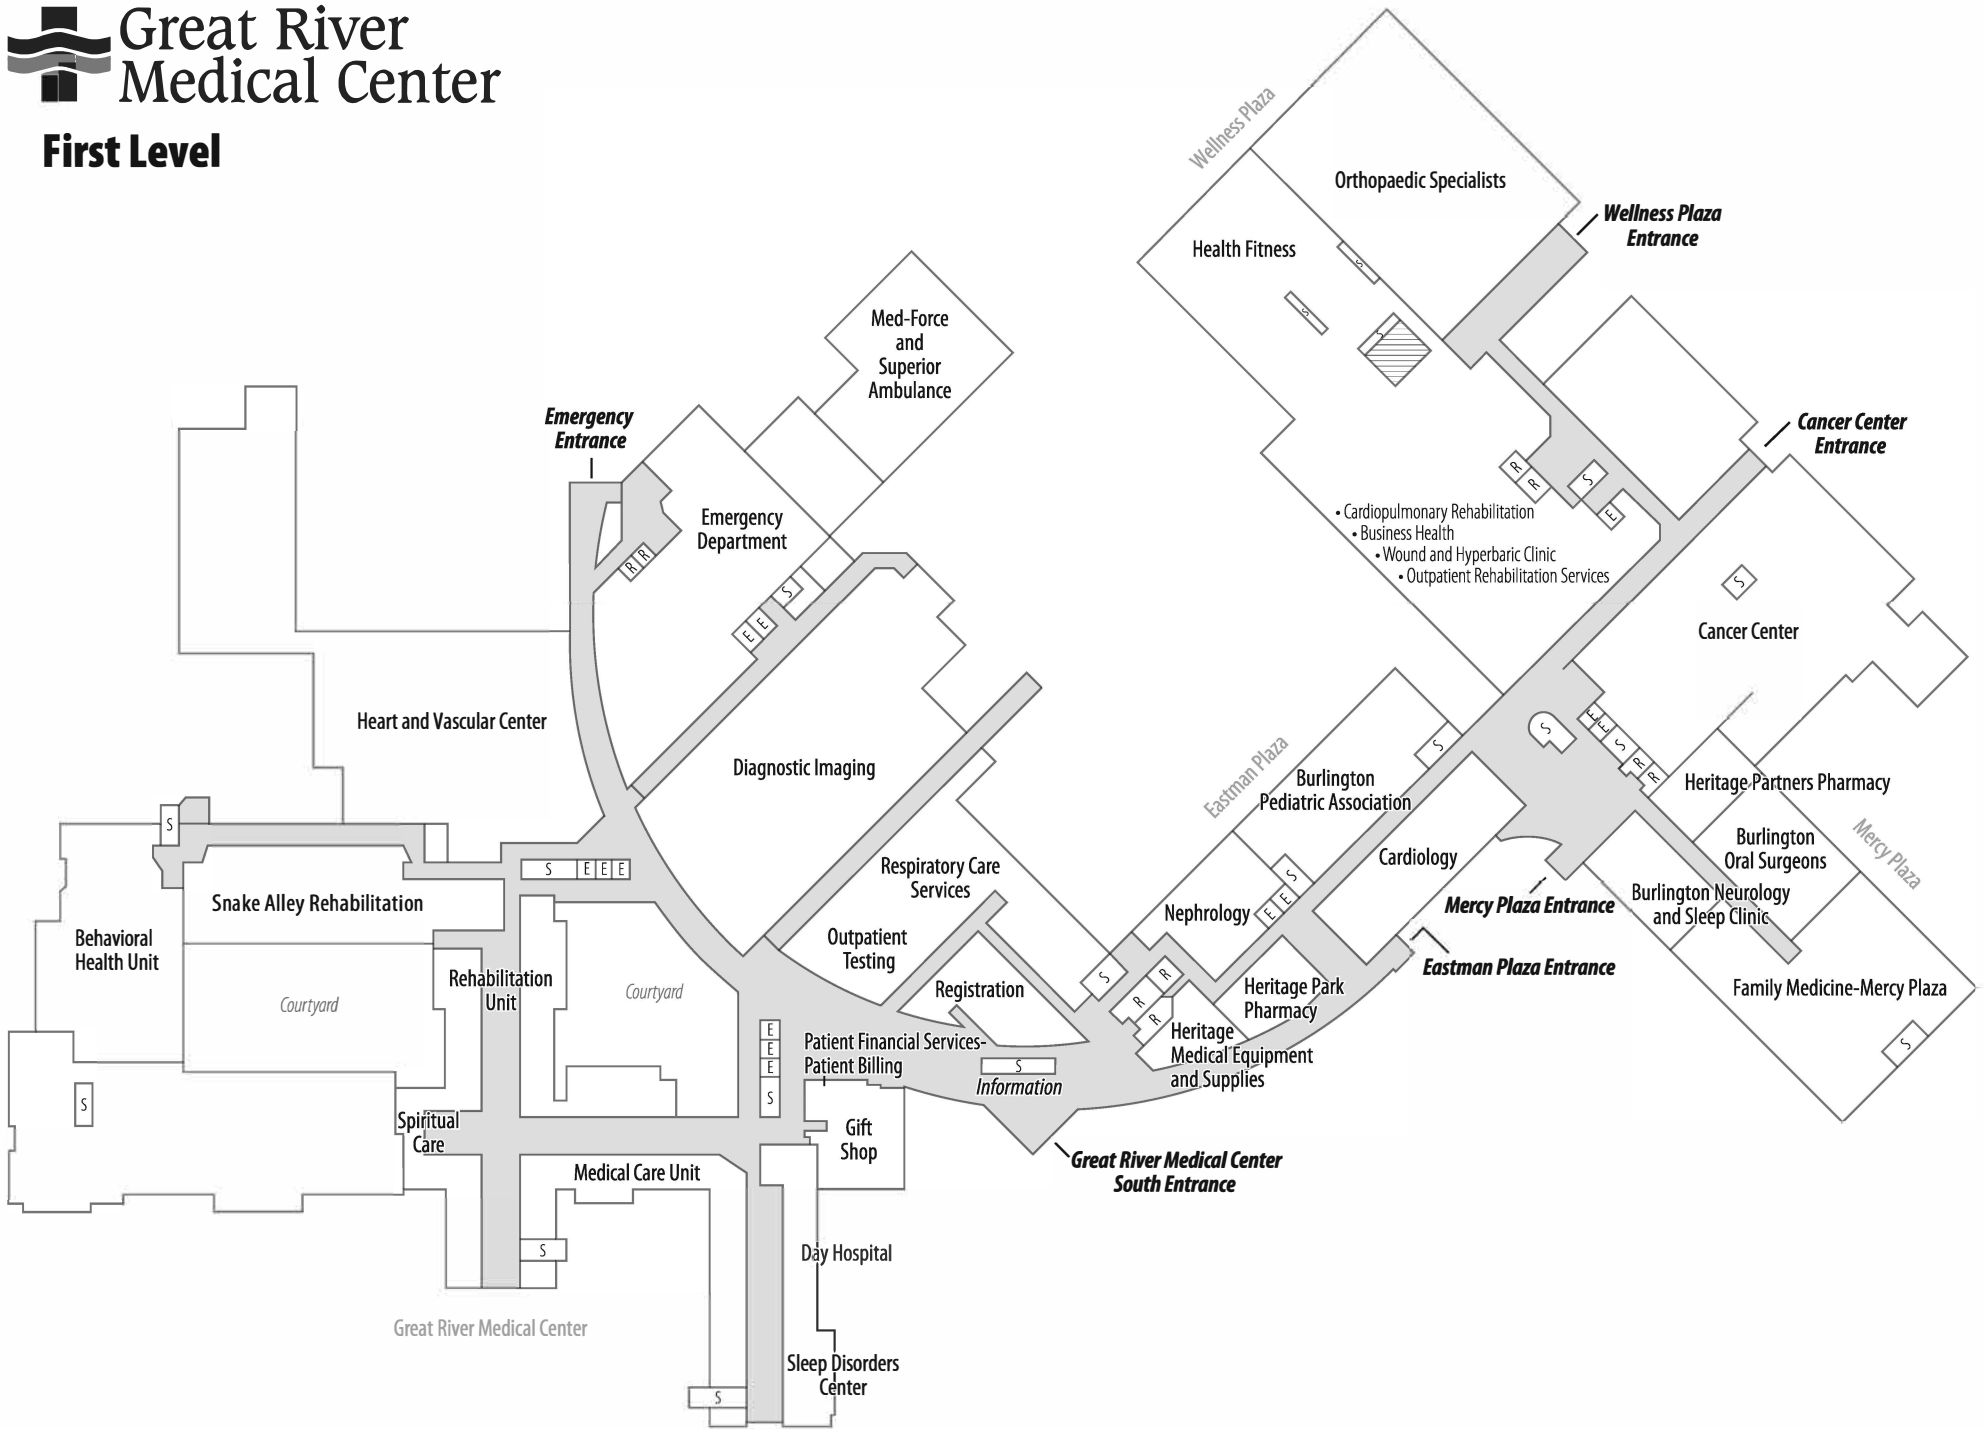 Great River
Medical Center
First Level
Wellness Plaza
Orthopaedic Specialists
Wellness Plaza
Entrance
Health Fitness
S
S
S
Med-Force
and
Superior
Ambulance
Emergency
Entrance
Cancer Center
Entrance
R
R
S
E
• Cardiopulmonary Rehabilitation
• Business Health
• Wound and Hyperbaric Clinic
• Outpatient Rehabilitation Services
Emergency
Department
R R
S
E E
S
Cancer Center
Heart and Vascular Center
Diagnostic Imaging
Eastman Plaza
Burlington
Pediatric Association
S
S
E
E
S
R
R
Heritage Partners Pharmacy
Burlington
Oral Surgeons
Mercy Plaza
Cardiology
Mercy Plaza Entrance
Burlington Neurology
and Sleep Clinic
S
S E E E
Respiratory Care
Services
S
E E
Nephrology
Snake Alley Rehabilitation
Behavioral
Health Unit
Outpatient
Testing
Eastman Plaza Entrance
Family Medicine-Mercy Plaza
S
Rehabilitation
Unit
Courtyard
Courtyard
Registration
S
R
R
R
Heritage Park
Pharmacy
Heritage
Medical Equipment
and Supplies
E
E
E
S
Patient Financial Services-
Patient Billing
S
Information
S
Spiritual
Care
Gift
Shop
Great River Medical Center
South Entrance
Medical Care Unit
S
Day Hospital
Great River Medical Center
Sleep Disorders
Center
S